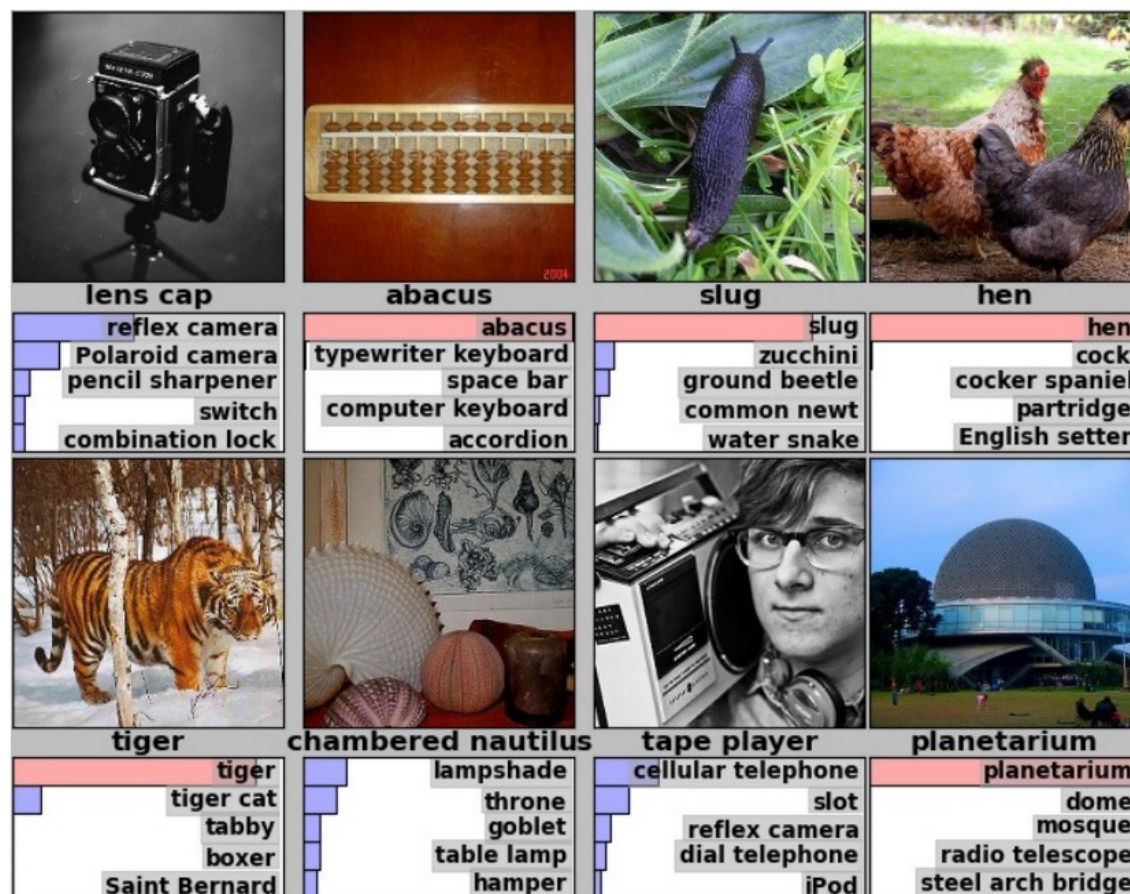 2004
lens cap
abacus
slug
hen
reflex camera
Polaroid camera
pencil sharpener
switch
combination lock
abacus
typewriter keyboard
space bar
computer keyboard
accordion
slug
zucchini
ground beetle
common newt
water snake
hen
cock
cocker spaniel
partridge
English setter
tiger
chambered nautilus
tape player
planetarium
tiger
tiger cat
tabby
boxer
Saint Bernard
lampshade
throne
goblet
table lamp
hamper
cellular telephone
slot
reflex camera
dial telephone
iPod
planetarium
dome
mosque
radio telescope
steel arch bridge